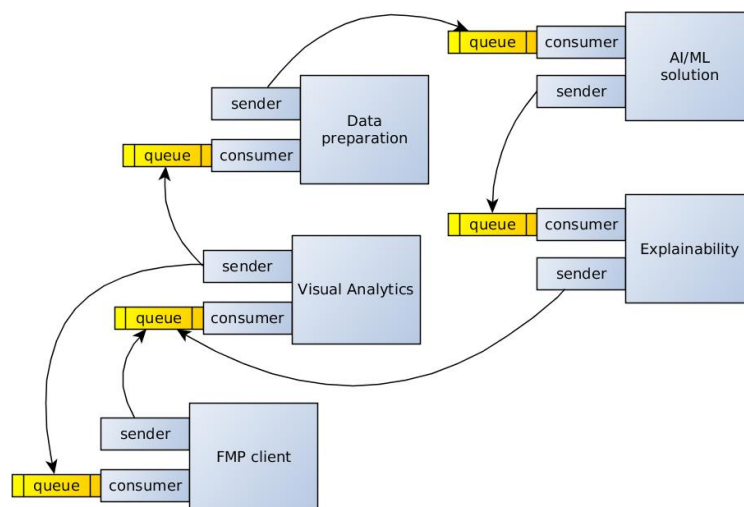 queue
consumer
AI/ML
solution
sender
sender
Data
preparation
queue
consumer
queue
consumer
Explainability
sender
sender
Visual Analytics
queue
consumer
sender
FMP client
queue
consumer